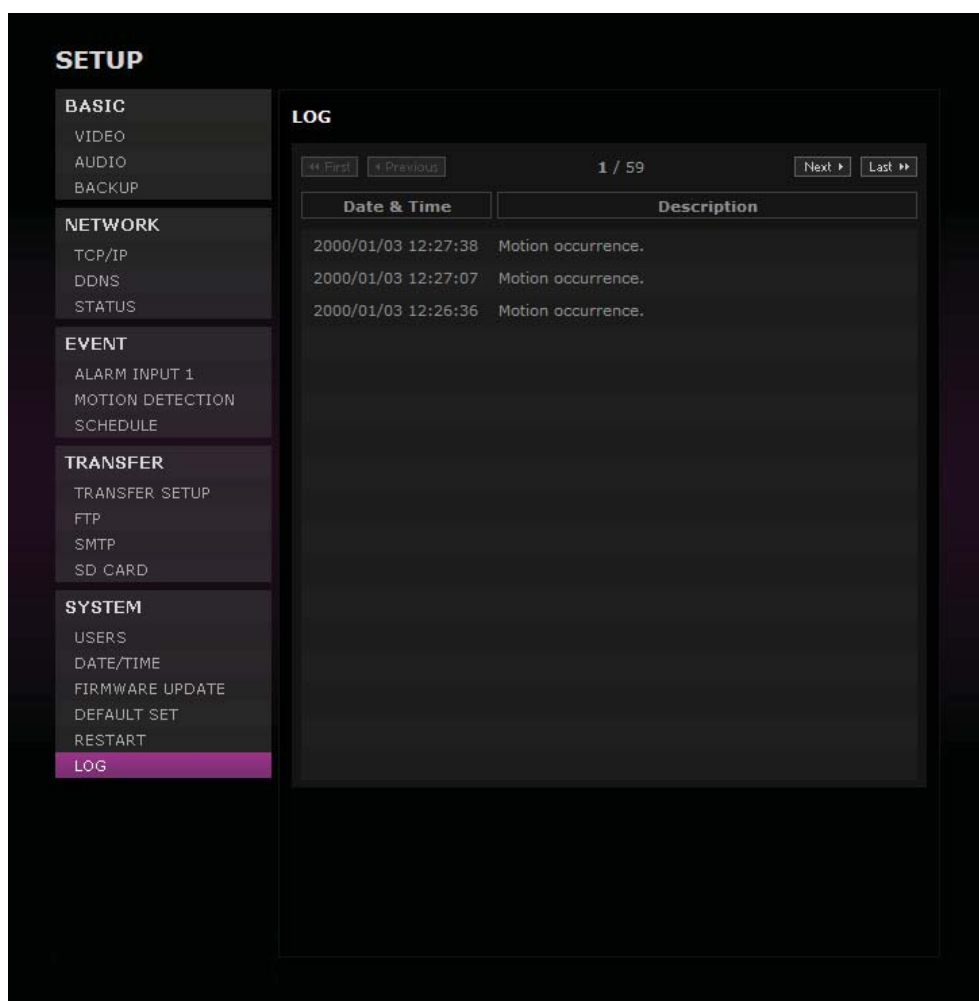 SETUP
BASIC
VIDEO
AUDIO
BACKUP
NETWORK
TCP/IP
DDNS
STATUS
EVENT
ALARM INPUT 1
MOTION DETECTION
SCHEDULE
TRANSFER
TRANSFER SETUP
FTP
SMTP
SD CARD
SYSTEM
USERS
DATE/TIME
FIRMWARE UPDATE
DEFAULT SET
RESTART
LOG
LOG
First Previous 1 / 59 Next Last
Date & Time Description
2000/01/03 12:27:38 Motion occurrence.
2000/01/03 12:27:07 Motion occurrence.
2000/01/03 12:26:36 Motion occurrence.